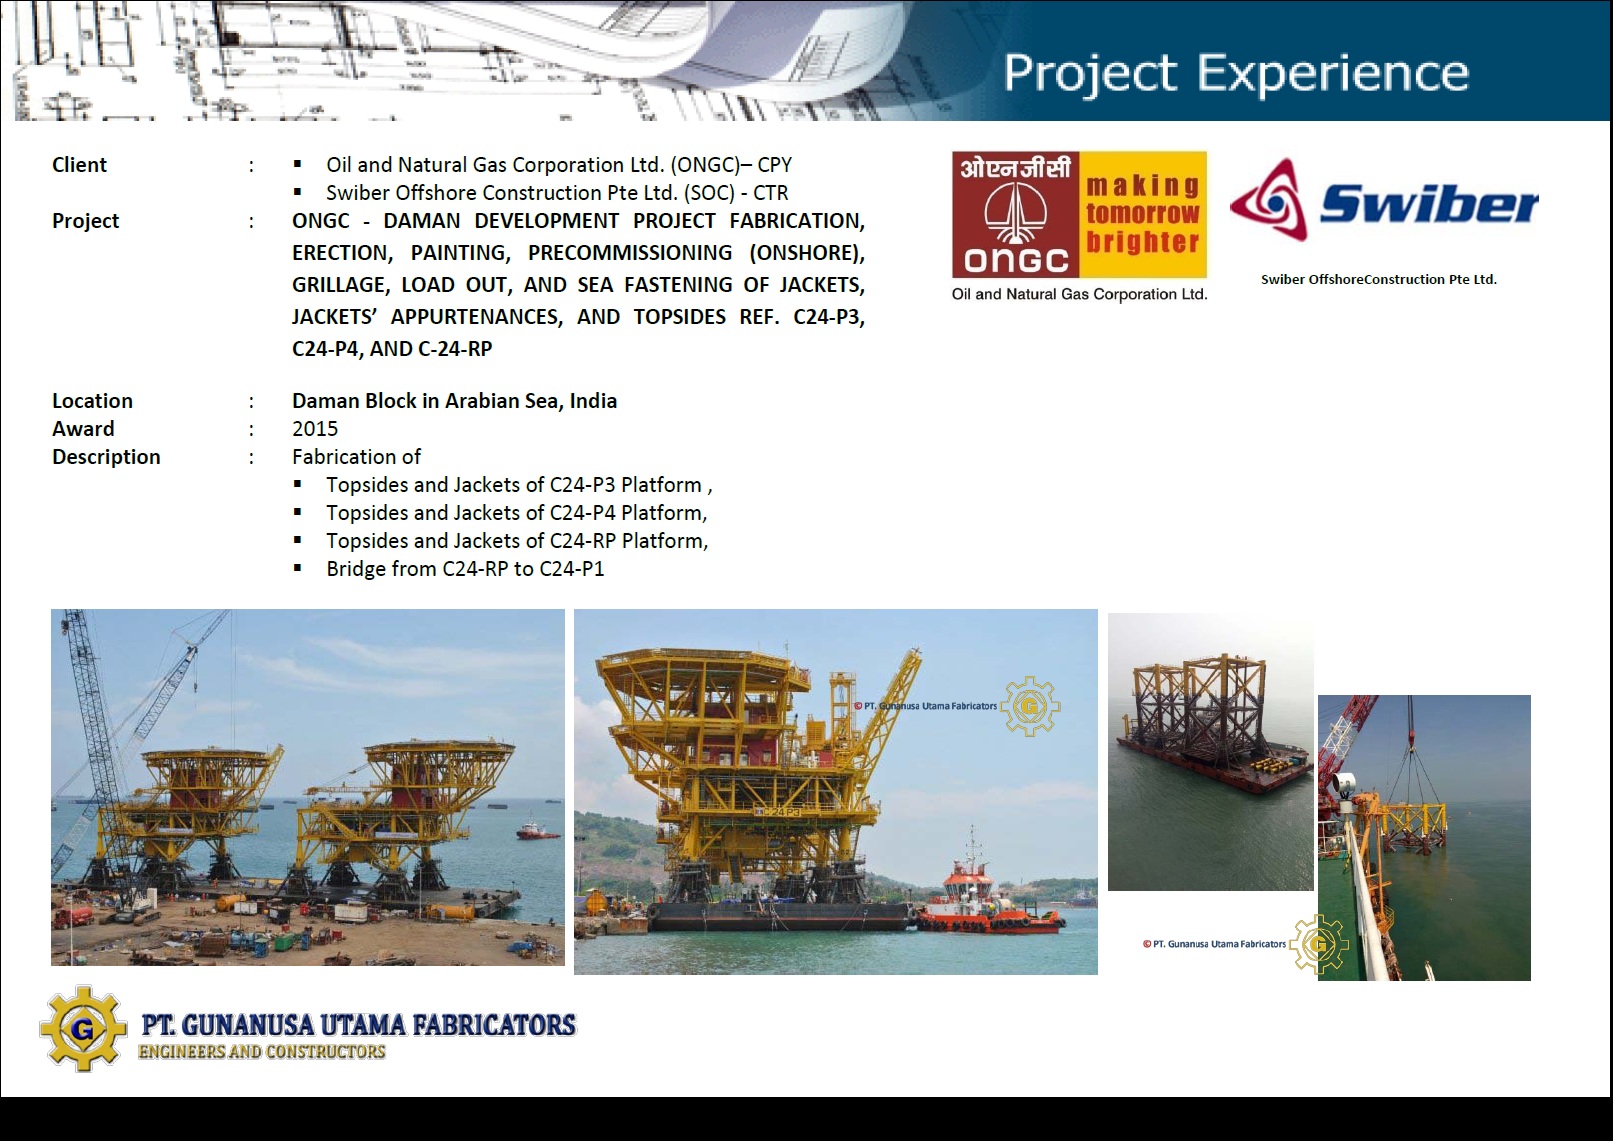 Project Experience
Client : ▪ Oil and Natural Gas Corporation Ltd. (ONGC)– CPY
▪ Swiber Offshore Construction Pte Ltd. (SOC) - CTR
Project : ONGC - DAMAN DEVELOPMENT PROJECT FABRICATION,
ERECTION, PAINTING, PRECOMMISSIONING (ONSHORE),
GRILLAGE, LOAD OUT, AND SEA FASTENING OF JACKETS,
JACKETS’ APPURTENANCES, AND TOPSIDES REF. C24-P3,
C24-P4, AND C-24-RP
ओएनजीसी
ONGC
making
tomorrow
brighter
Oil and Natural Gas Corporation Ltd.
Swiber
Swiber OffshoreConstruction Pte Ltd.
Location : Daman Block in Arabian Sea, India
Award : 2015
Description : Fabrication of
▪ Topsides and Jackets of C24-P3 Platform ,
▪ Topsides and Jackets of C24-P4 Platform,
▪ Topsides and Jackets of C24-RP Platform,
▪ Bridge from C24-RP to C24-P1
© PT. Gunanusa Utama Fabricators
G
C 24 P3
© PT. Gunanusa Utama Fabricators
G
G
PT. GUNANUSA UTAMA FABRICATORS
ENGINEERS AND CONSTRUCTORS